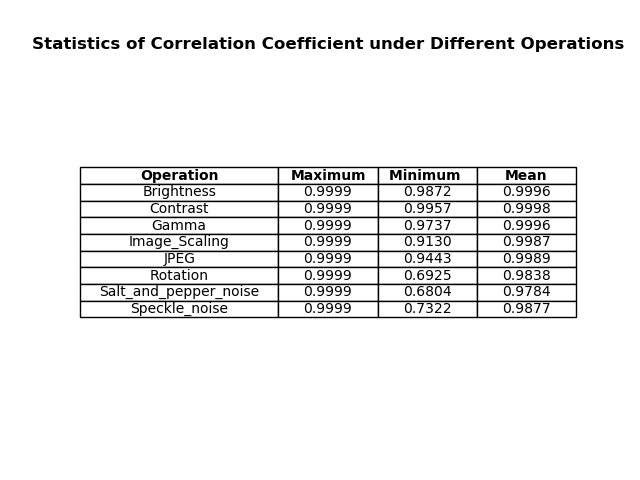 Statistics of Correlation Coefficient under Different Operations
Operation Maximum Minimum Mean
Brightness 0.9999 0.9872 0.9996
Contrast 0.9999 0.9957 0.9998
Gamma 0.9999 0.9737 0.9996
Image_Scaling 0.9999 0.9130 0.9987
JPEG 0.9999 0.9443 0.9989
Rotation 0.9999 0.6925 0.9838
Salt_and_pepper_noise 0.9999 0.6804 0.9784
Speckle_noise 0.9999 0.7322 0.9877